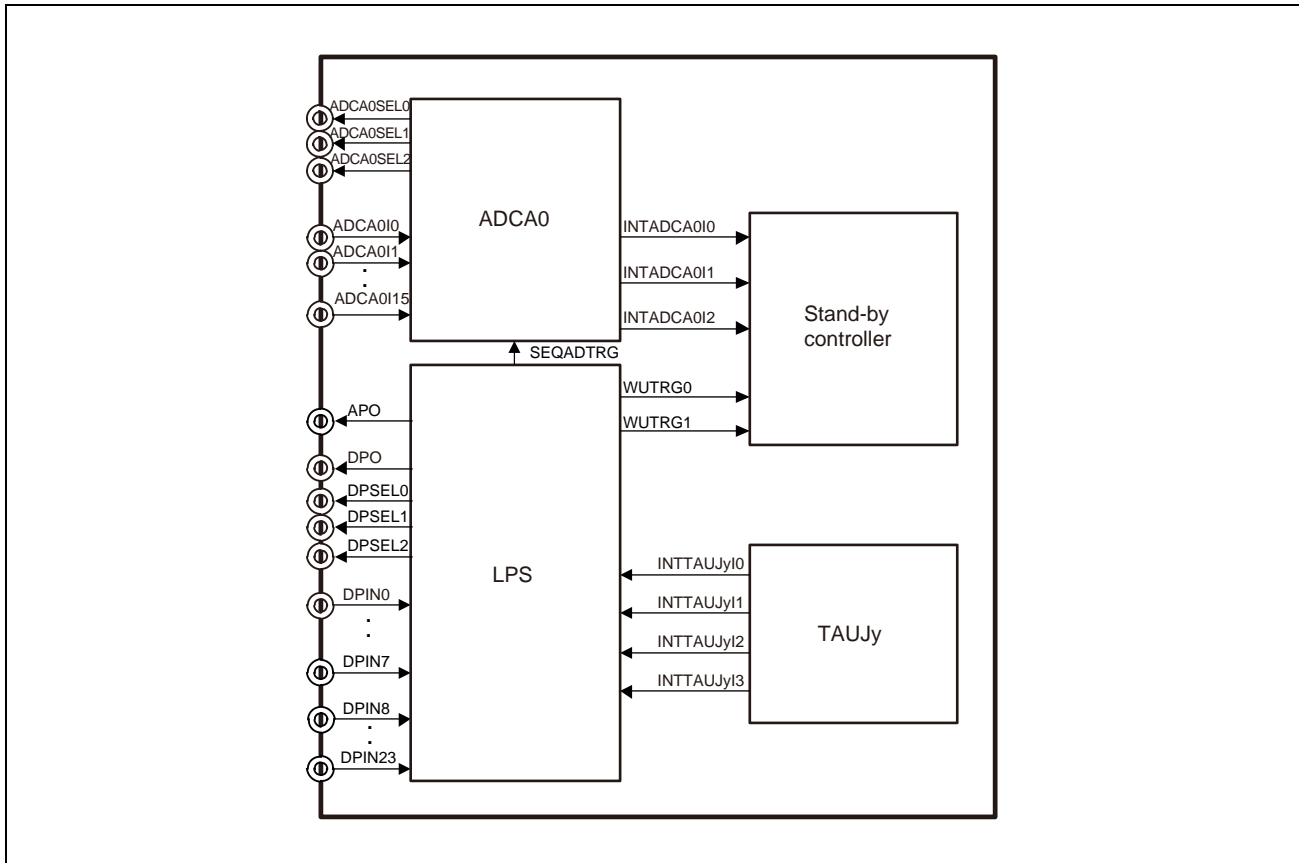 ADCA0SEL0
ADCA0SEL1
ADCA0SEL2
ADCA0I0
ADCA0I1
ADCA0I15
ADCA0
INTADCA0I0
INTADCA0I1
INTADCA0I2
Stand-by
controller
SEQADTRG
WUTRG0
WUTRG1
APO
DPO
DPSEL0
DPSEL1
DPSEL2
DPIN0
DPIN7
DPIN8
DPIN23
LPS
INTTAUJyI0
INTTAUJyI1
INTTAUJyI2
INTTAUJyI3
TAUJy